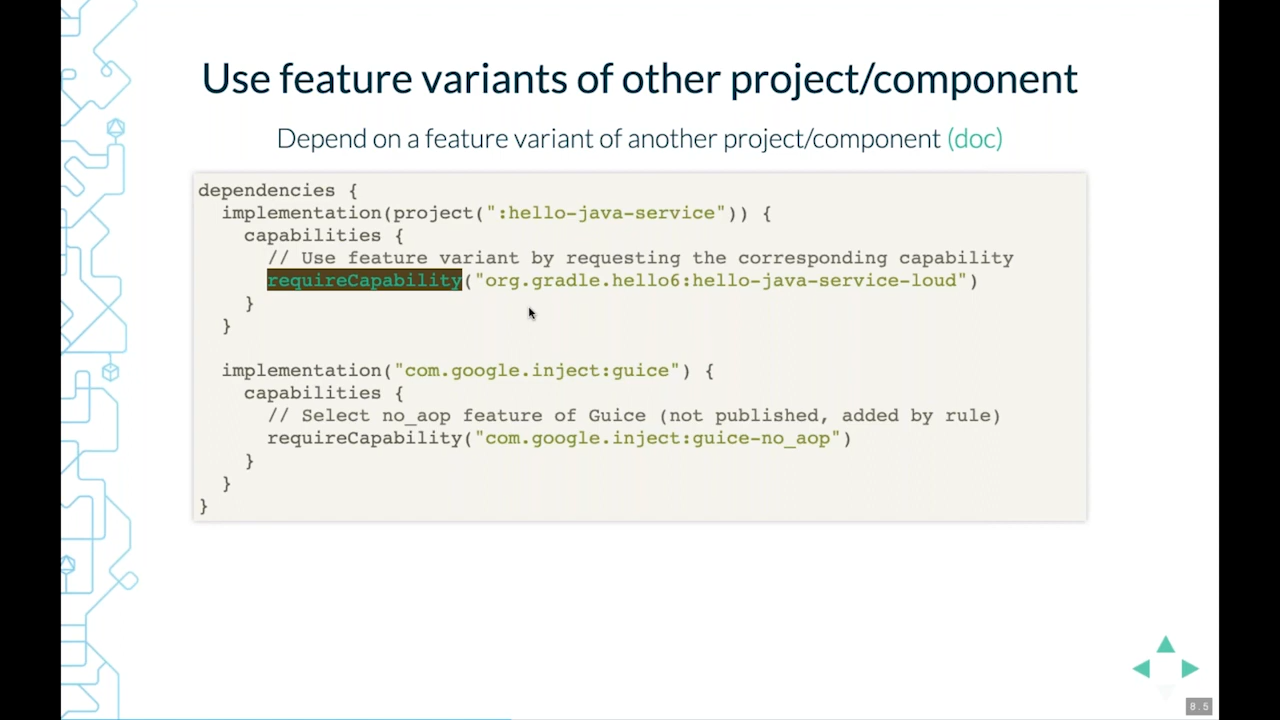 Use feature variants of other project/component
Depend on a feature variant of another project/component (doc)
dependencies {
  implementation(project(":hello-java-service")) {
    capabilities {
      // Use feature variant by requesting the corresponding capability
      requireCapability("org.gradle.hello6:hello-java-service-loud")
    }
  }
  implementation("com.google.inject:guice") {
    capabilities {
      // Select no_aop feature of Guice (not published, added by rule)
      requireCapability("com.google.inject:guice-no_aop")
    }
  }
}
8.5